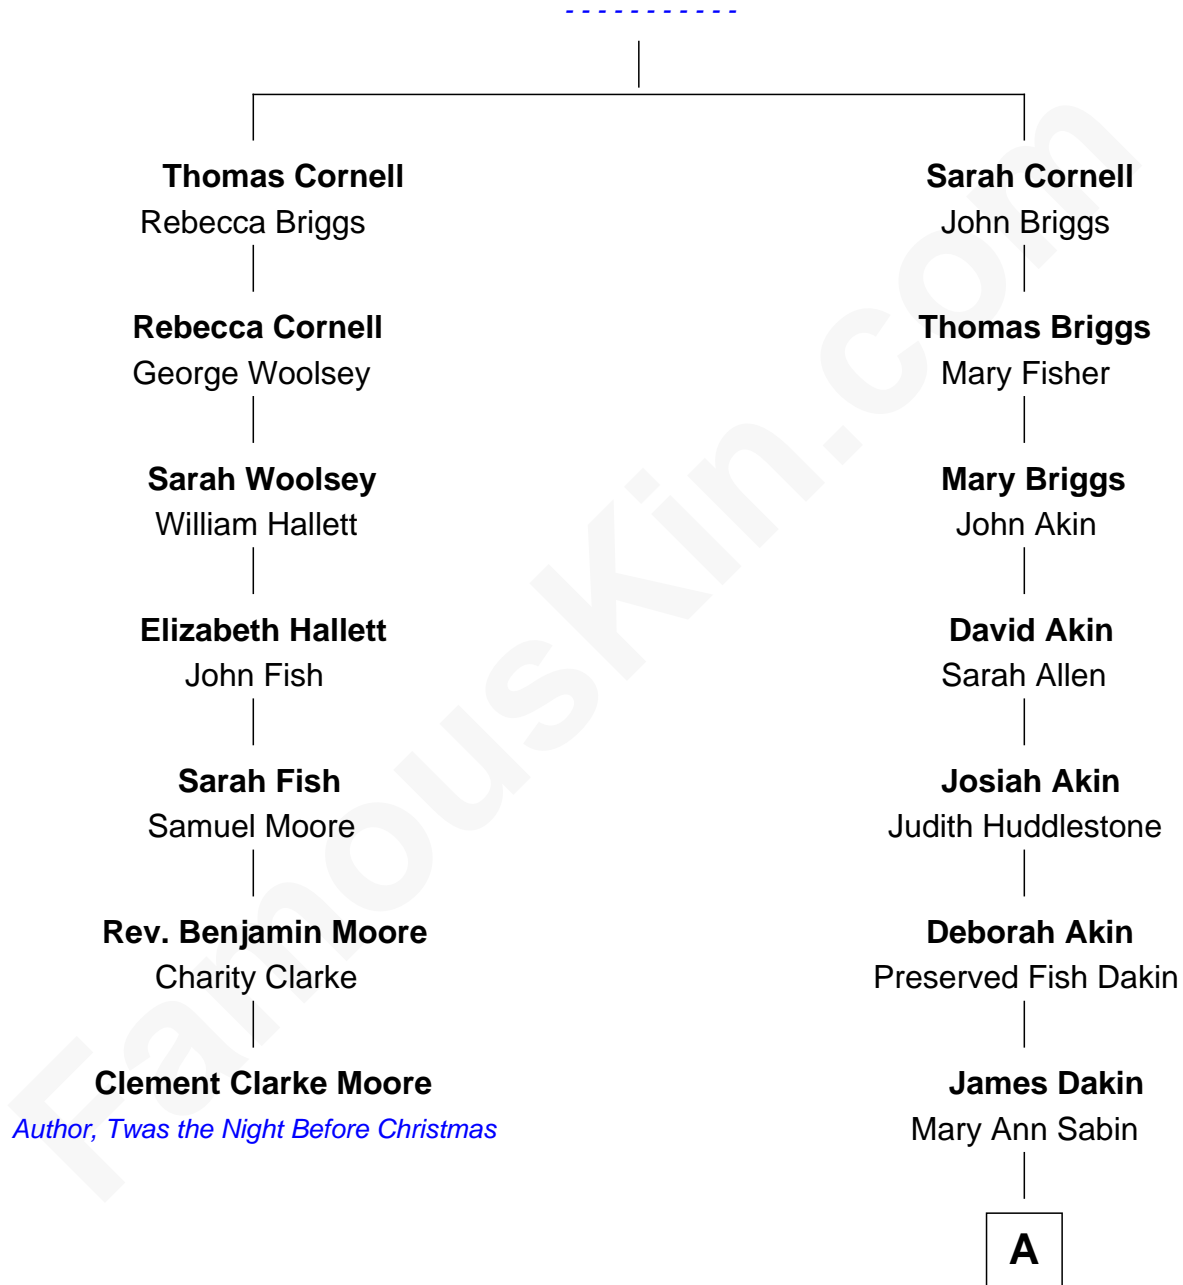 - - - - - - - - - - -
Thomas Cornell
Rebecca Briggs
Rebecca Cornell
George Woolsey
Sarah Woolsey
William Hallett
Elizabeth Hallett
John Fish
Sarah Fish
Samuel Moore
Rev. Benjamin Moore
Charity Clarke
Clement Clarke Moore
Author, Twas the Night Before Christmas
Sarah Cornell
John Briggs
Thomas Briggs
Mary Fisher
Mary Briggs
John Akin
David Akin
Sarah Allen
Josiah Akin
Judith Huddlestone
Deborah Akin
Preserved Fish Dakin
James Dakin
Mary Ann Sabin
A
FamousKin.com